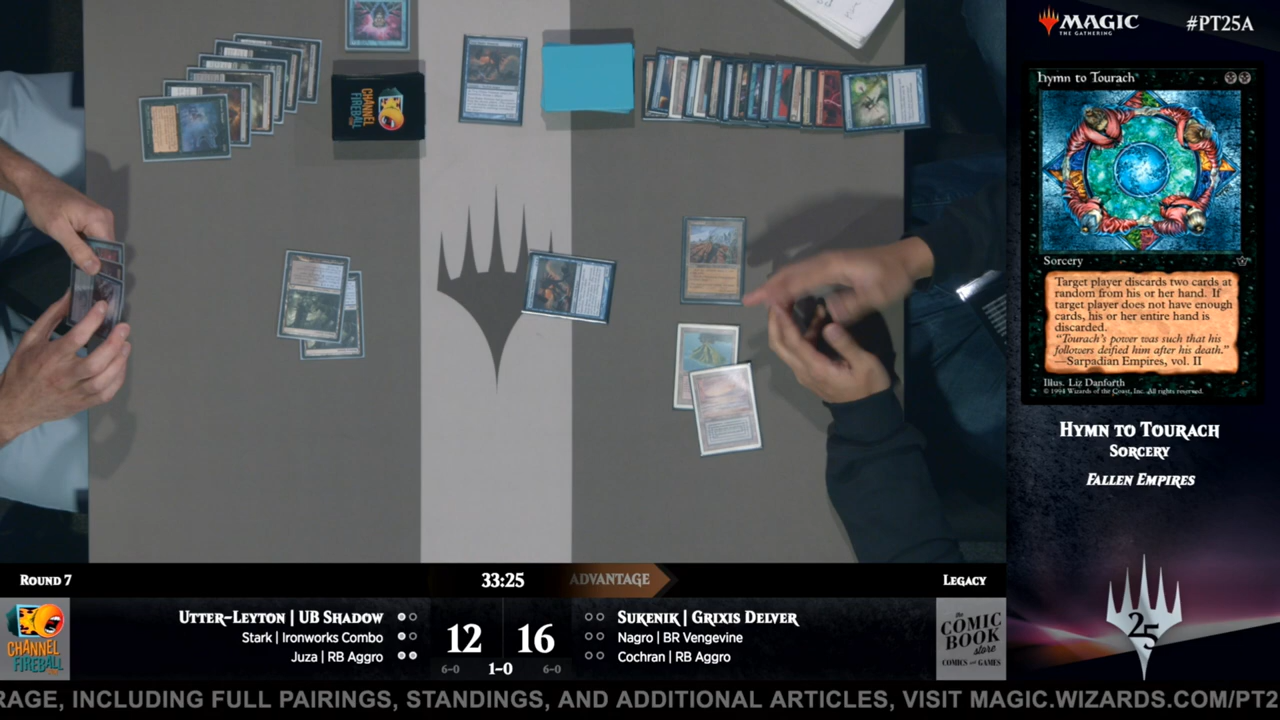 MAGIC
THE GATHERING
#PT25A
Hymn to Tourach
Sorcery
Target player discards two cards at
random from his or her hand. If
target player does not have enough
cards, his or her entire hand is
discarded.
"Tourach's power was such that his
followers deified him after his death."
—Sarpadian Empires, vol. II
Illus. Liz Danforth
© 1994 Wizards of the Coast, Inc. All rights reserved.
HYMN TO TOURACH
SORCERY
FALLEN EMPIRES
25
CHANNEL
FIREBALL
ROUND 7
33:25
ADVANTAGE
LEGACY
CHANNEL
FIREBALL
UTTER-LEYTON | UB SHADOW
Stark | Ironworks Combo
Juza | RB Aggro
12
16
6-0
1-0
6-0
SUKENIK | GRIXIS DELVER
Nagro | BR Vengevine
Cochran | RB Aggro
the
COMIC
BOOK
store
COMICS and GAMES
RAGE, INCLUDING FULL PAIRINGS, STANDINGS, AND ADDITIONAL ARTICLES, VISIT MAGIC.WIZARDS.COM/PT2